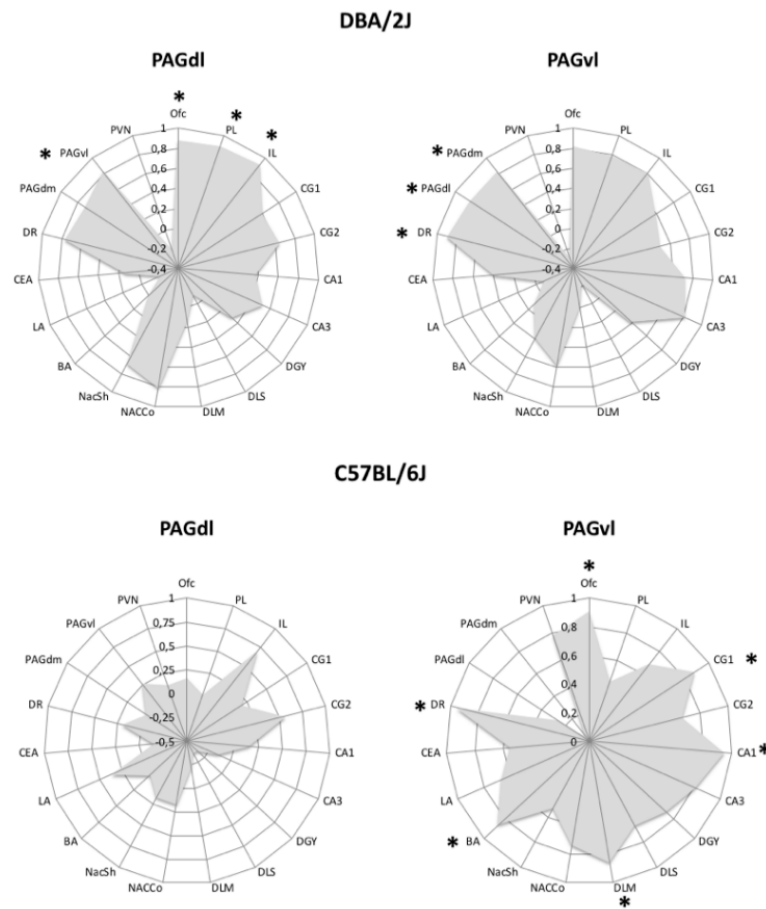 DBA/2J
PAGdl
*
Ofc
PL
*
IL
*
CG1
CG2
CA1
CA3
DGY
DLS
DLM
NACCo
NacSh
BA
LA
CEA
DR
PAGdm
PAGvl
*
PVN
1
0,8
0,6
0,4
0,2
0
-0,2
-0,4
PAGvl
Ofc
PL
IL
CG1
CG2
CA1
CA3
DGY
DLS
DLM
NACCo
NacSh
BA
LA
CEA
DR
*
PAGdl
*
PAGdm
*
PVN
1
0,8
0,6
0,4
0,2
0
-0,2
-0,4
C57BL/6J
PAGdl
Ofc
PL
IL
CG1
CG2
CA1
CA3
DGY
DLS
DLM
NACCo
NacSh
BA
LA
CEA
DR
PAGdm
PAGvl
PVN
1
0,75
0,5
0,25
0
-0,25
-0,5
PAGvl
*
Ofc
PL
IL
CG1
*
CG2
CA1
*
CA3
DGY
DLS
DLM
*
NACCo
NacSh
BA
*
LA
CEA
DR
*
PAGdl
PAGdm
PVN
1
0,8
0,6
0,4
0,2
0